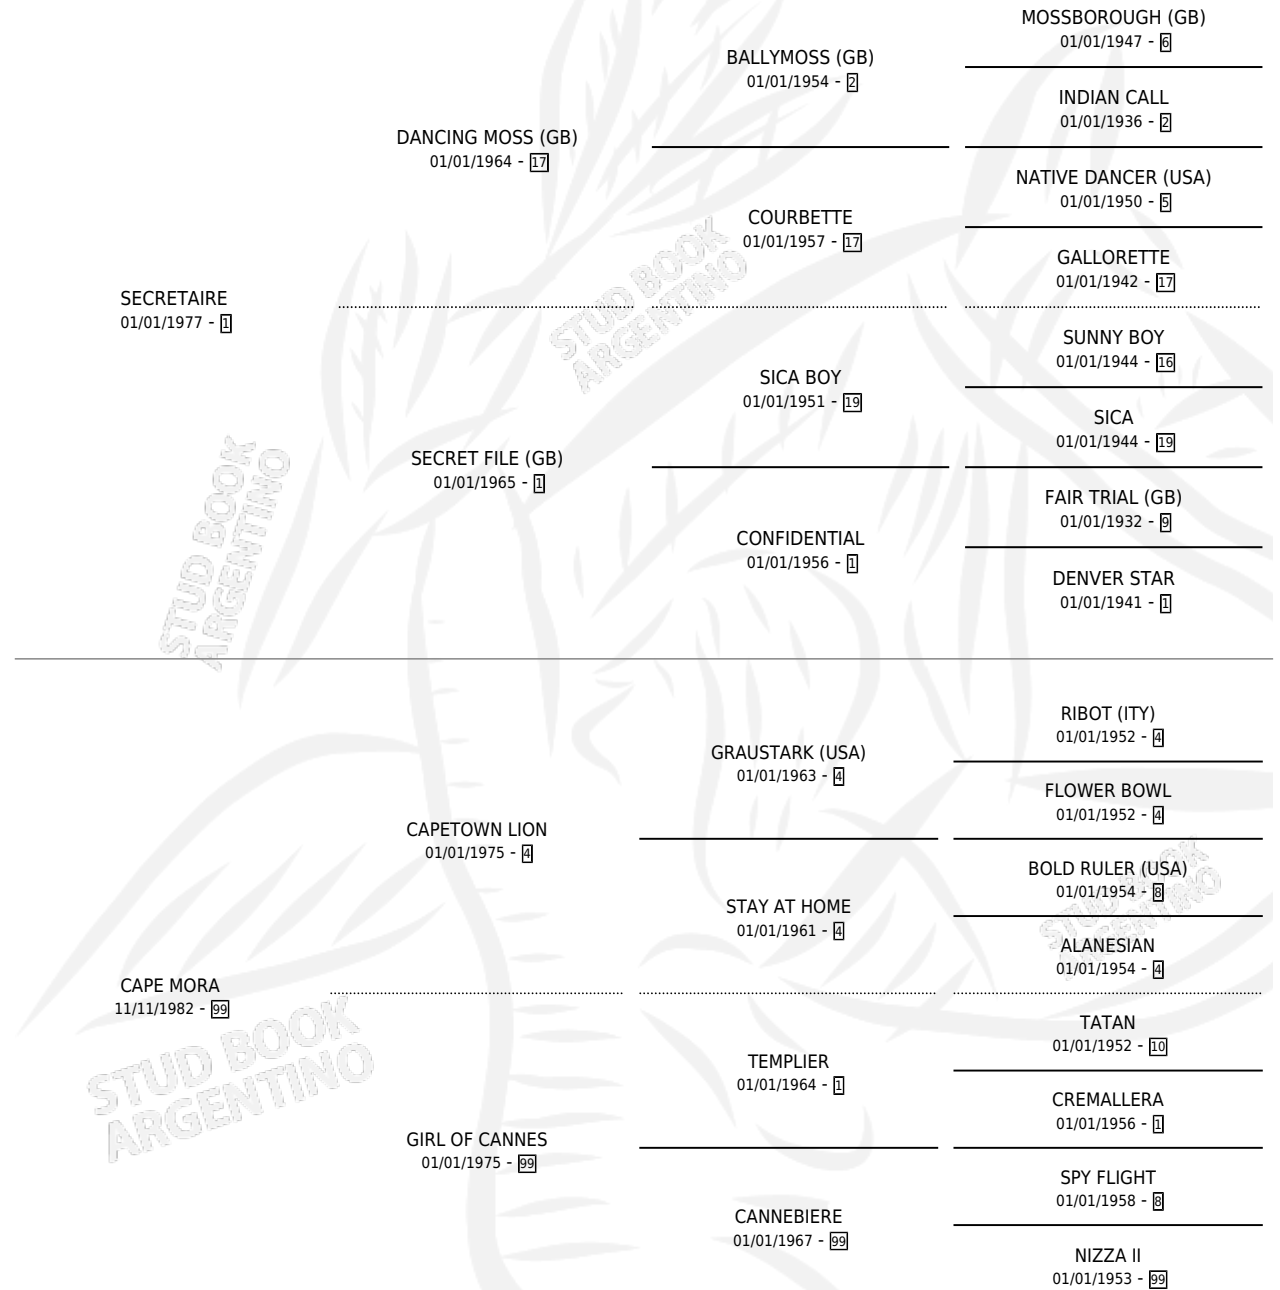 MOSSBOROUGH (GB)
01/01/1947 - 6
BALLYMOSS (GB)
01/01/1954 - 2
INDIAN CALL
01/01/1936 - 2
DANCING MOSS (GB)
01/01/1964 - 17
NATIVE DANCER (USA)
01/01/1950 - 5
COURBETTE
01/01/1957 - 17
GALLORETTE
01/01/1942 - 17
SECRETAIRE
01/01/1977 - 1
STUD BOOK
ARGENTINO
SUNNY BOY
01/01/1944 - 16
SICA BOY
01/01/1951 - 19
SICA
01/01/1944 - 19
SECRET FILE (GB)
01/01/1965 - 1
FAIR TRIAL (GB)
01/01/1932 - 9
CONFIDENTIAL
01/01/1956 - 1
DENVER STAR
01/01/1941 - 1
STUD BOOK
ARGENTINO
RIBOT (ITY)
01/01/1952 - 4
GRAUSTARK (USA)
01/01/1963 - 4
FLOWER BOWL
01/01/1952 - 4
CAPETOWN LION
01/01/1975 - 4
BOLD RULER (USA)
01/01/1954 - 8
STAY AT HOME
01/01/1961 - 4
STUD BOOK
ARGENTINO
ALANESIAN
01/01/1954 - 4
CAPE MORA
11/11/1982 - 99
TATAN
01/01/1952 - 10
TEMPLIER
01/01/1964 - 1
CREMALLERA
01/01/1956 - 1
STUD BOOK
ARGENTINO
GIRL OF CANNES
01/01/1975 - 99
SPY FLIGHT
01/01/1958 - 8
CANNEBIERE
01/01/1967 - 99
NIZZA II
01/01/1953 - 99